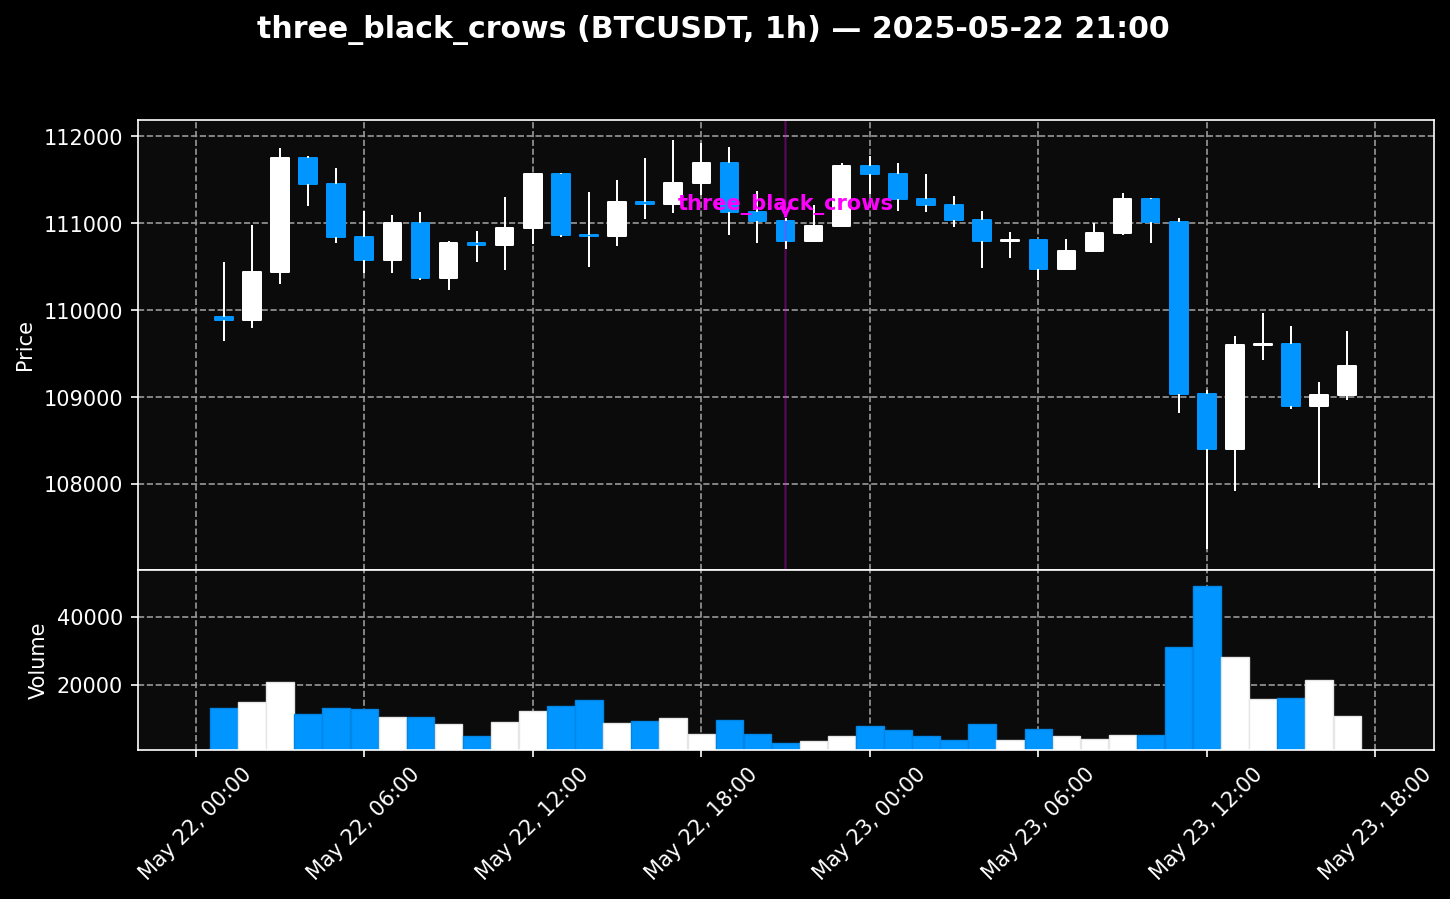 three_black_crows (BTCUSDT, 1h) — 2025-05-22 21:00
112000
111000
110000
109000
108000
Price
three_black_crows
40000
20000
Volume
May 22, 00:00
May 22, 06:00
May 22, 12:00
May 22, 18:00
May 23, 00:00
May 23, 06:00
May 23, 12:00
May 23, 18:00